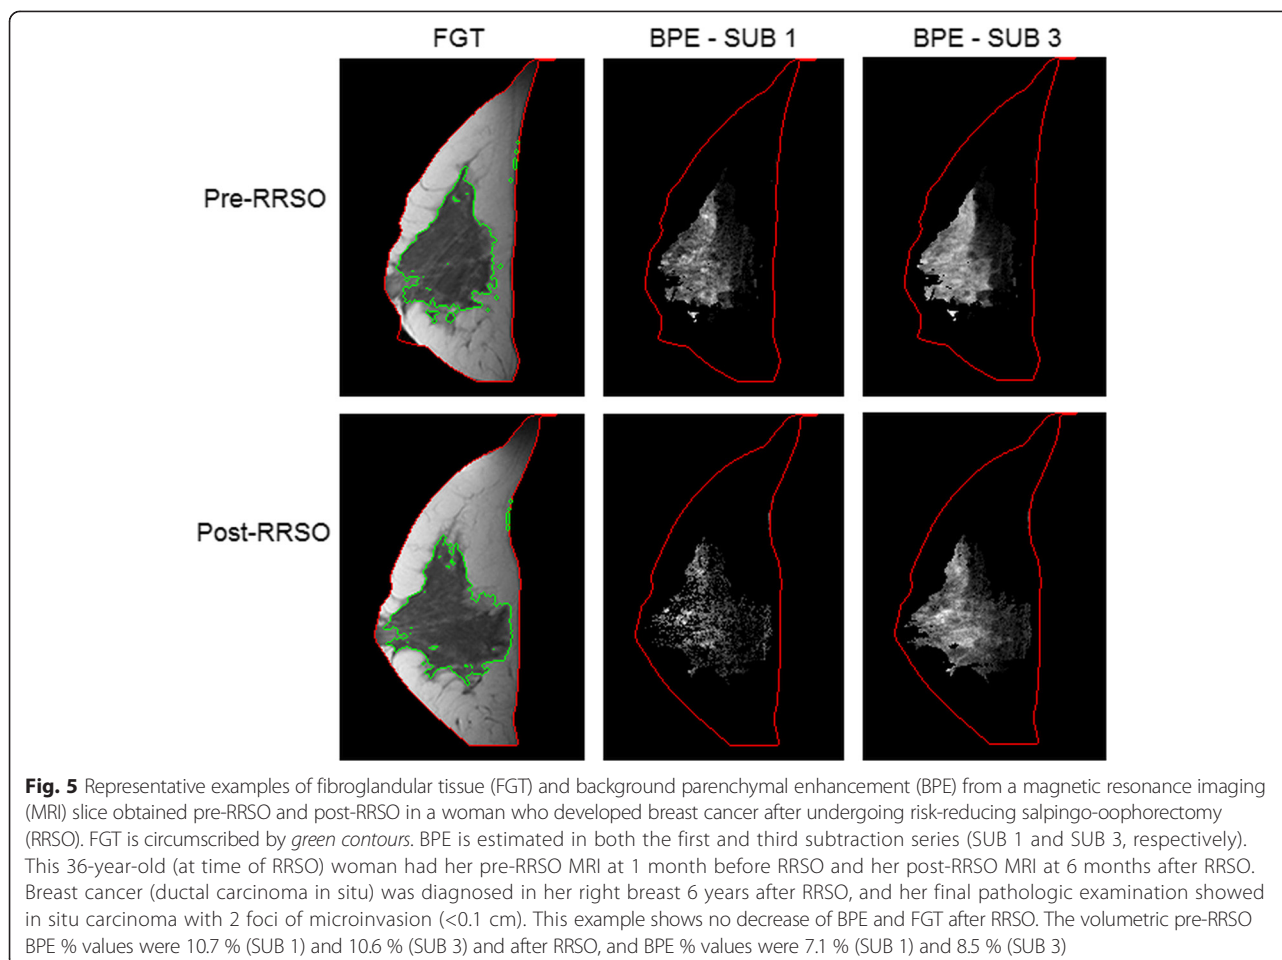 FGT
BPE - SUB 1
BPE - SUB 3
Pre-RRSO
Post-RRSO
Fig. 5 Representative examples of fibroglandular tissue (FGT) and background parenchymal enhancement (BPE) from a magnetic resonance imaging
(MRI) slice obtained pre-RRSO and post-RRSO in a woman who developed breast cancer after undergoing risk-reducing salpingo-oophorectomy
(RRSO). FGT is circumscribed by green contours. BPE is estimated in both the first and third subtraction series (SUB 1 and SUB 3, respectively).
This 36-year-old (at time of RRSO) woman had her pre-RRSO MRI at 1 month before RRSO and her post-RRSO MRI at 6 months after RRSO.
Breast cancer (ductal carcinoma in situ) was diagnosed in her right breast 6 years after RRSO, and her final pathologic examination showed
in situ carcinoma with 2 foci of microinvasion (<0.1 cm). This example shows no decrease of BPE and FGT after RRSO. The volumetric pre-RRSO
BPE % values were 10.7 % (SUB 1) and 10.6 % (SUB 3) and after RRSO, and BPE % values were 7.1 % (SUB 1) and 8.5 % (SUB 3)